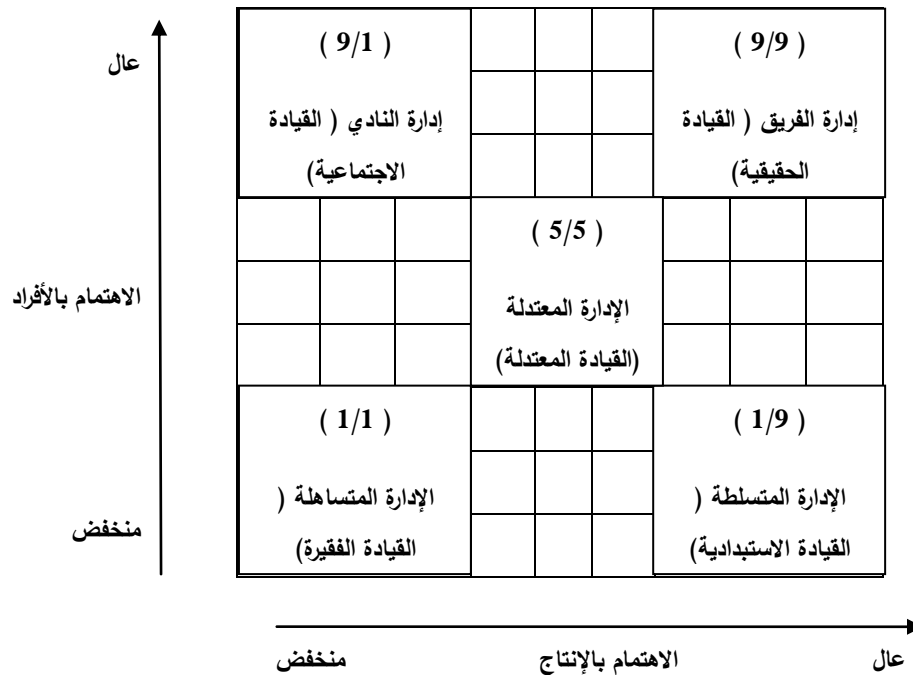 عال
الاهتمام بالأفراد
منخفض
( 9/9 )
إدارة الفريق ( القيادة
الحقيقية)
( 9/1 )
إدارة النادي ( القيادة
الاجتماعية)
( 5/5 )
الإدارة المعتدلة
(القيادة المعتدلة)
( 1/9 )
الإدارة المتسلطة (
القيادة الاستبدادية)
( 1/1 )
الإدارة المتساهلة (
القيادة الفقيرة)
عال
الاهتمام بالإنتاج
منخفض